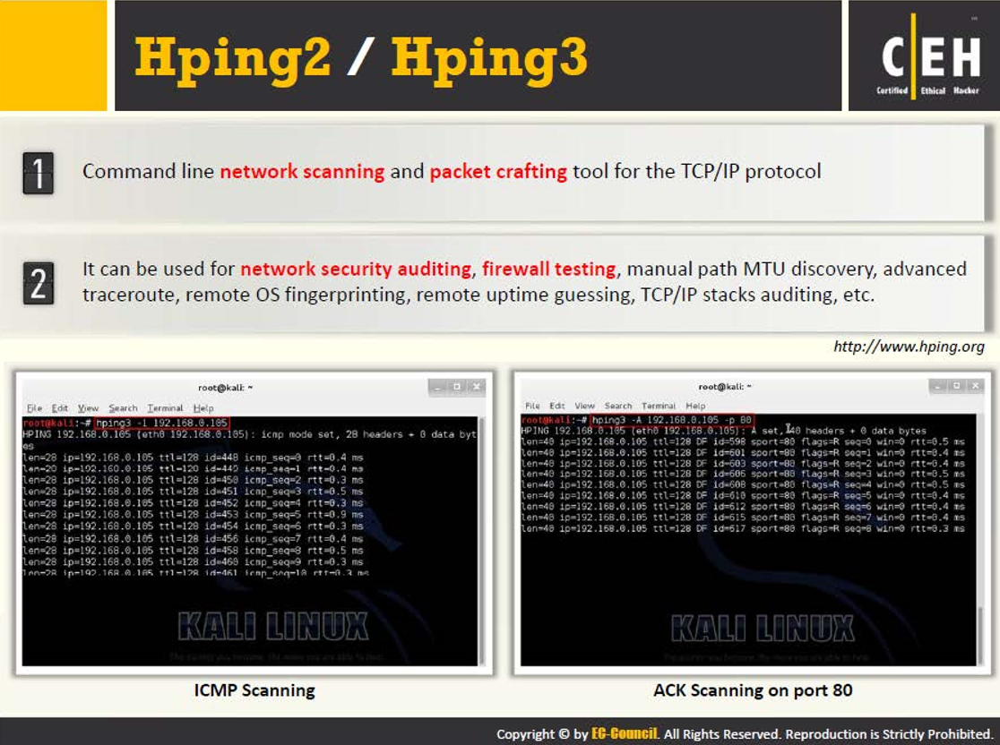 Hping2 / Hping3
C|EH
Certified Ethical Hacker
1
Command line network scanning and packet crafting tool for the TCP/IP protocol
2
It can be used for network security auditing, firewall testing, manual path MTU discovery, advanced
traceroute, remote OS fingerprinting, remote uptime guessing, TCP/IP stacks auditing, etc.
http://www.hping.org
root@kali: ~
File Edit View Search Terminal Help
root@kali:~# hping3 -1 192.168.0.105
HPING 192.168.0.105 (eth0 192.168.0.105): icmp mode set, 28 headers + 0 data byt
es
len=28 ip=192.168.0.105 ttl=128 id=448 icmp_seq=0 rtt=0.4 ms
len=28 ip=192.168.0.105 ttl=128 id=449 icmp_seq=1 rtt=0.4 ms
len=28 ip=192.168.0.105 ttl=128 id=450 icmp_seq=2 rtt=0.3 ms
len=28 ip=192.168.0.105 ttl=128 id=451 icmp_seq=3 rtt=0.5 ms
len=28 ip=192.168.0.105 ttl=128 id=452 icmp_seq=4 rtt=0.3 ms
len=28 ip=192.168.0.105 ttl=128 id=453 icmp_seq=5 rtt=0.9 ms
len=28 ip=192.168.0.105 ttl=128 id=454 icmp_seq=6 rtt=0.3 ms
len=28 ip=192.168.0.105 ttl=128 id=456 icmp_seq=7 rtt=0.4 ms
len=28 ip=192.168.0.105 ttl=128 id=458 icmp_seq=8 rtt=0.5 ms
len=28 ip=192.168.0.105 ttl=128 id=460 icmp_seq=9 rtt=0.3 ms
len=28 ip=192.168.0.105 ttl=128 id=461 icmp_seq=10 rtt=0.3 ms
KALI LINUX
ICMP Scanning
root@kali: ~
File Edit View Search Terminal Help
root@kali:~# hping3 -A 192.168.0.105 -p 80
HPING 192.168.0.105 (eth0 192.168.0.105): A set, 40 headers + 0 data bytes
len=40 ip=192.168.0.105 ttl=128 DF id=598 sport=80 flags=R seq=0 win=0 rtt=0.5 ms
len=40 ip=192.168.0.105 ttl=128 DF id=601 sport=80 flags=R seq=1 win=0 rtt=0.4 ms
len=40 ip=192.168.0.105 ttl=128 DF id=603 sport=80 flags=R seq=2 win=0 rtt=0.4 ms
len=40 ip=192.168.0.105 ttl=128 DF id=606 sport=80 flags=R seq=3 win=0 rtt=0.5 ms
len=40 ip=192.168.0.105 ttl=128 DF id=608 sport=80 flags=R seq=4 win=0 rtt=0.5 ms
len=40 ip=192.168.0.105 ttl=128 DF id=610 sport=80 flags=R seq=5 win=0 rtt=0.4 ms
len=40 ip=192.168.0.105 ttl=128 DF id=612 sport=80 flags=R seq=6 win=0 rtt=0.4 ms
len=40 ip=192.168.0.105 ttl=128 DF id=615 sport=80 flags=R seq=7 win=0 rtt=0.4 ms
len=40 ip=192.168.0.105 ttl=128 DF id=617 sport=80 flags=R seq=8 win=0 rtt=0.3 ms
KALI LINUX
ACK Scanning on port 80
Copyright © by EC-Council. All Rights Reserved. Reproduction is Strictly Prohibited.